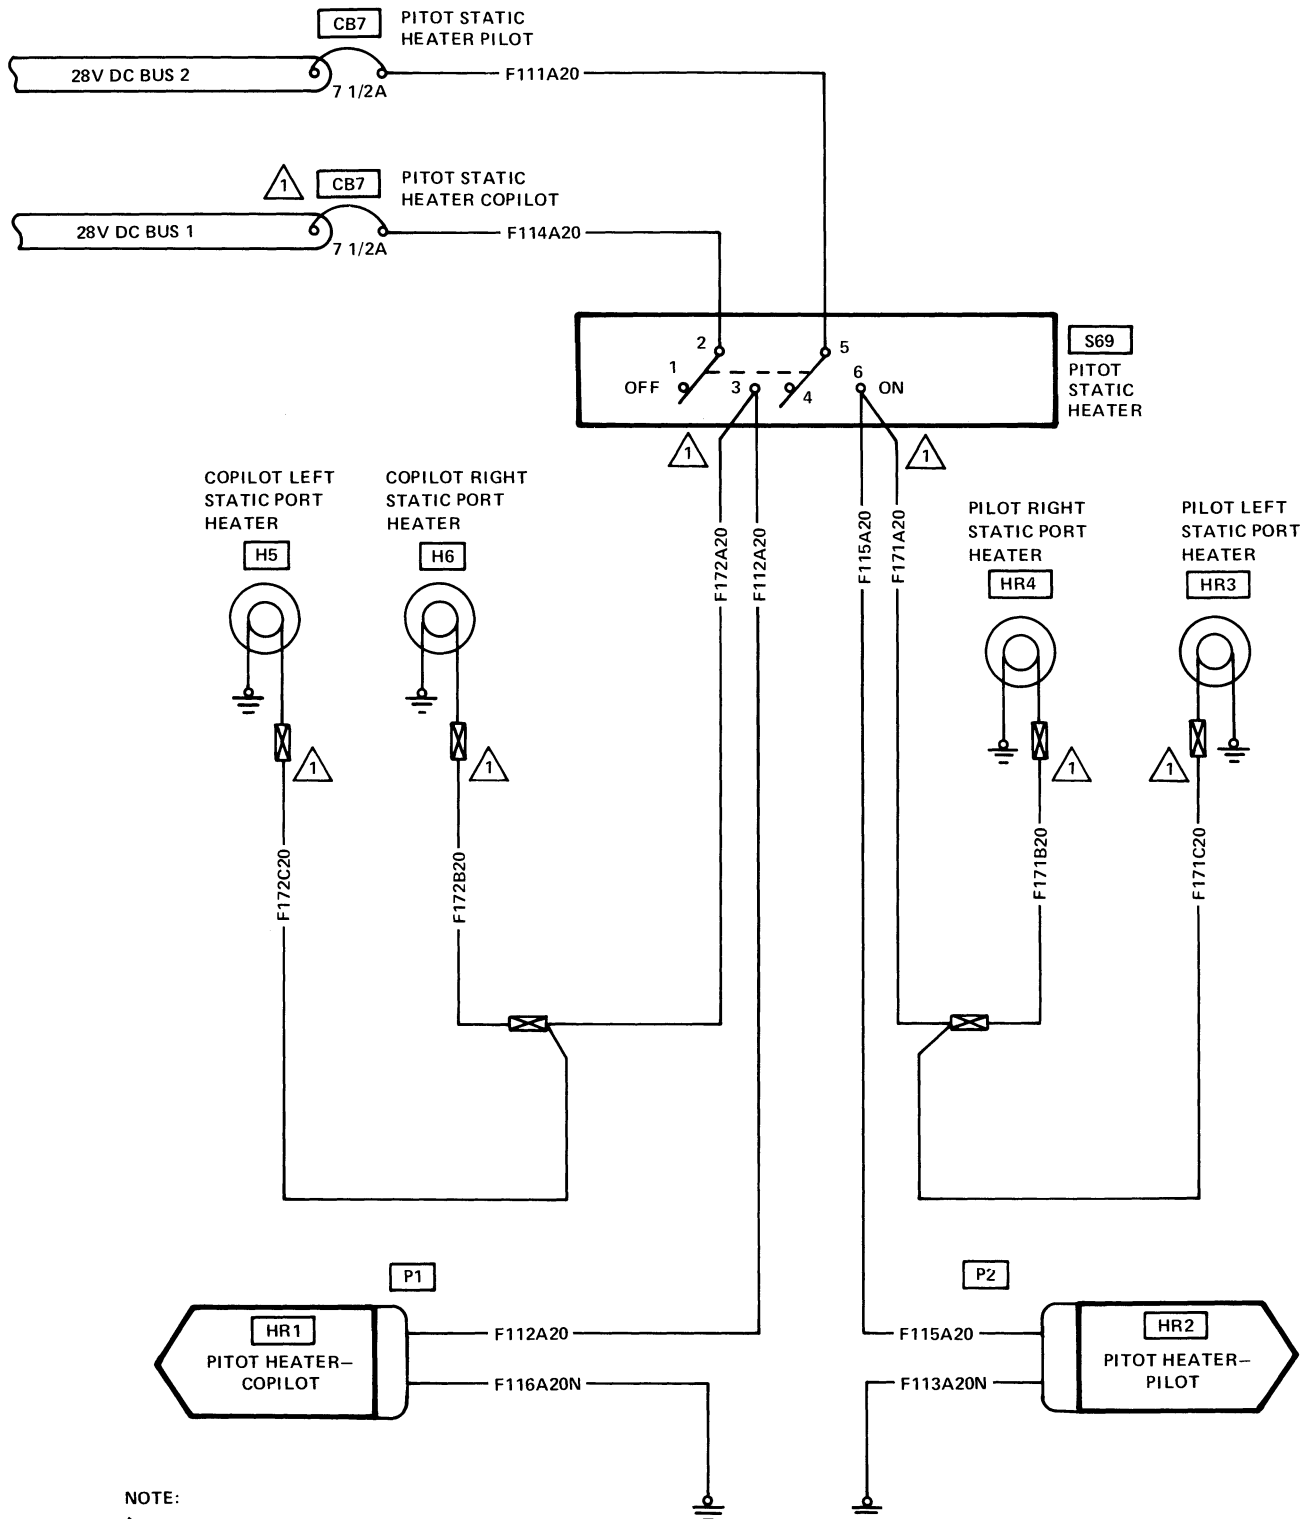 CB7
PITOT STATIC
HEATER PILOT
28V DC BUS 2
7 1/2A
F111A20
1
CB7
PITOT STATIC
HEATER COPILOT
28V DC BUS 1
7 1/2A
F114A20
S69
PITOT
STATIC
HEATER
2
5
1
OFF
3
4
6
ON
1
1
COPILOT LEFT
STATIC PORT
HEATER
H5
COPILOT RIGHT
STATIC PORT
HEATER
H6
PILOT RIGHT
STATIC PORT
HEATER
HR4
PILOT LEFT
STATIC PORT
HEATER
HR3
F172A20
F112A20
F115A20
F171A20
1
1
1
1
F172C20
F172B20
F171B20
F171C20
P1
HR1
PITOT HEATER–
COPILOT
F112A20
F116A20N
P2
HR2
PITOT HEATER–
PILOT
F115A20
F113A20N
NOTE: